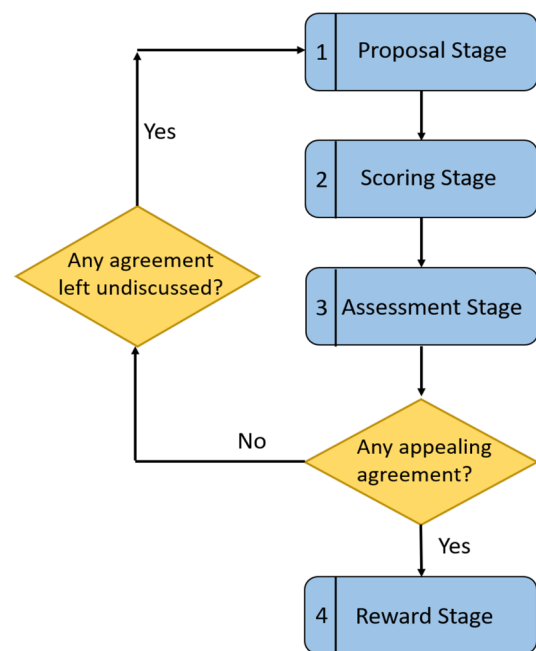 1 Proposal Stage
Yes
2 Scoring Stage
Any agreement
left undiscussed?
3 Assessment Stage
No
Any appealing
agreement?
Yes
4 Reward Stage